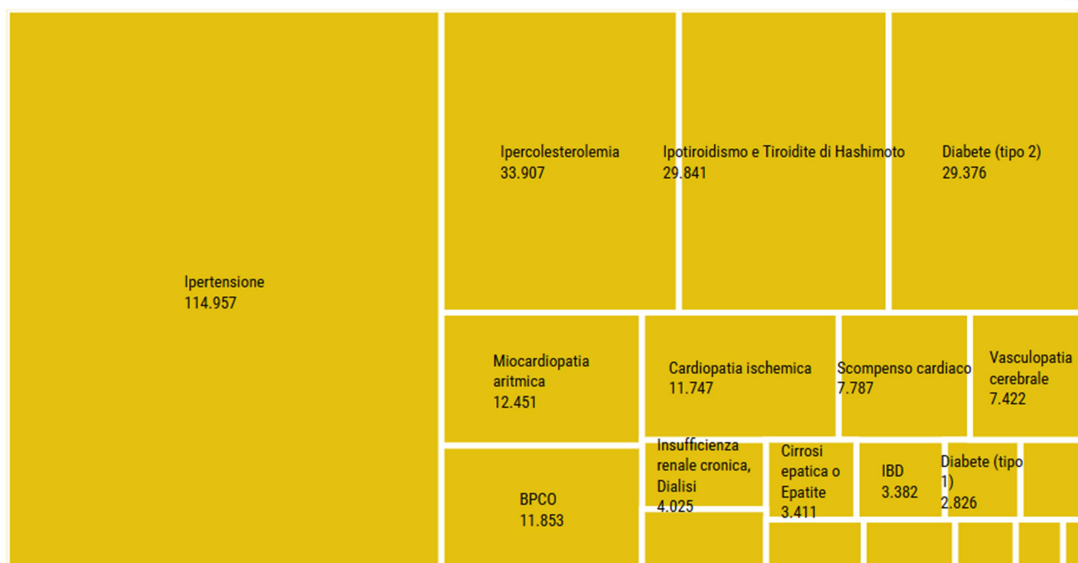 Ipertensione
114.957
Ipercolesterolemia
33.907
Ipotiroidismo e Tiroidite di Hashimoto
29.841
Diabete (tipo 2)
29.376
Miocardiopatia
aritmica
12.451
Cardiopatia ischemica
11.747
Scompenso cardiaco
7.787
Vasculopatia
cerebrale
7.422
BPCO
11.853
Insufficienza
renale cronica,
Dialisi
4.025
Cirrosi
epatica o
Epatite
3.411
IBD
3.382
Diabete (tipo
1)
2.826